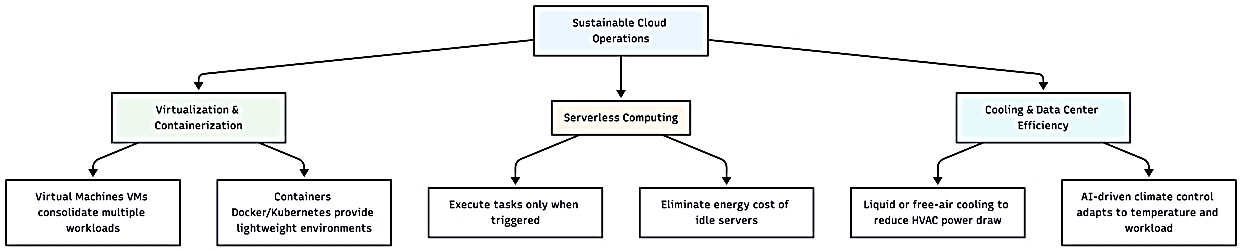 Sustainable Cloud
Operations
Virtualization &
Containerization
Serverless Computing
Cooling & Data Center
Efficiency
Virtual Machines VMs
consolidate multiple
workloads
Containers
Docker/Kubernetes provide
lightweight environments
Execute tasks only when
triggered
Eliminate energy cost of
idle servers
Liquid or free-air cooling to
reduce HVAC power draw
AI-driven climate control
adapts to temperature and
workload